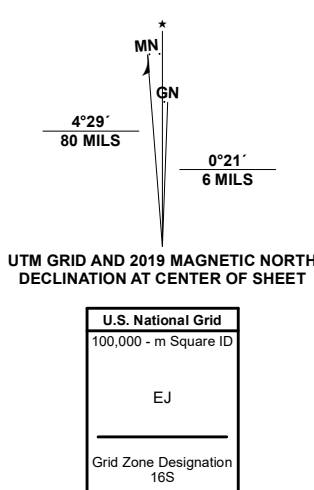 ★
MN
GN
4°29´
80 MILS
0°21´
6 MILS
UTM GRID AND 2019 MAGNETIC NORTH
DECLINATION AT CENTER OF SHEET
U.S. National Grid
100,000 - m Square ID
EJ
Grid Zone Designation
16S